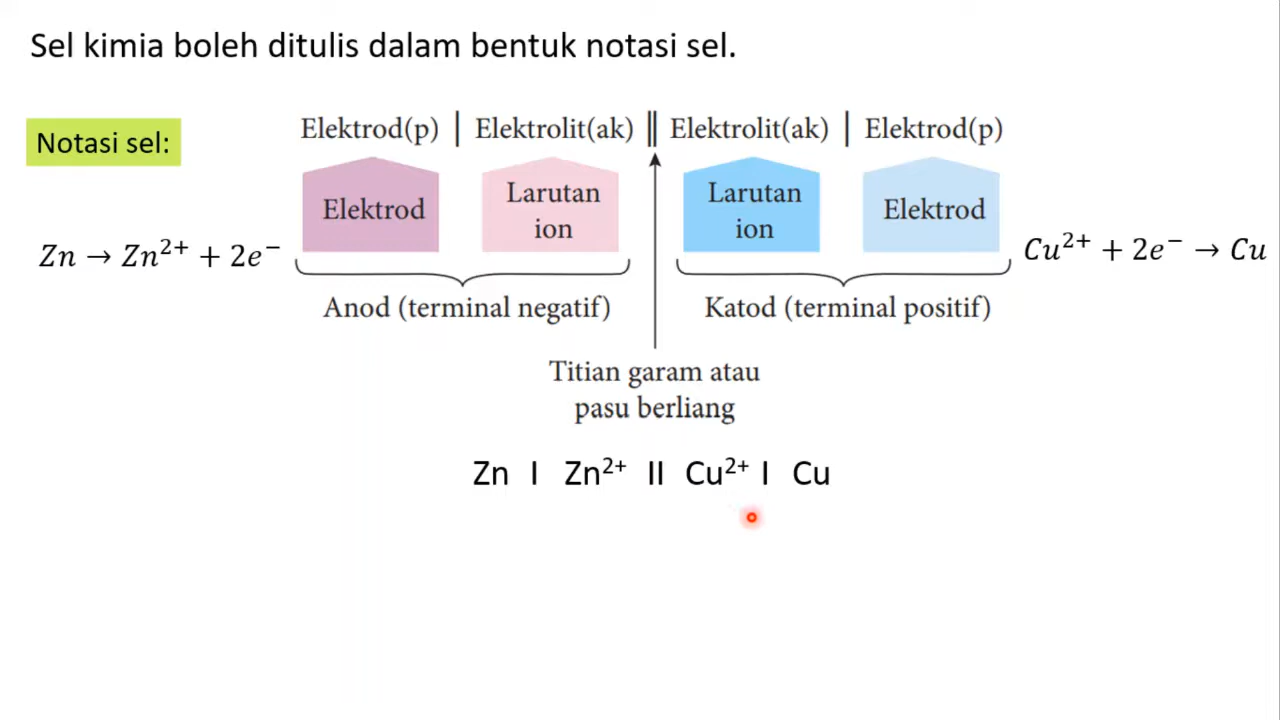 Sel kimia boleh ditulis dalam bentuk notasi sel.
Notasi sel:
Elektrod(p) | Elektrolit(ak) || Elektrolit(ak) | Elektrod(p)
Elektrod
Larutan
ion
Larutan
ion
Elektrod
Zn → Zn²⁺ + 2e⁻
Cu²⁺ + 2e⁻ → Cu
Anod (terminal negatif)
Katod (terminal positif)
Titian garam atau
pasu berliang
Zn I Zn²⁺ II Cu²⁺ I Cu